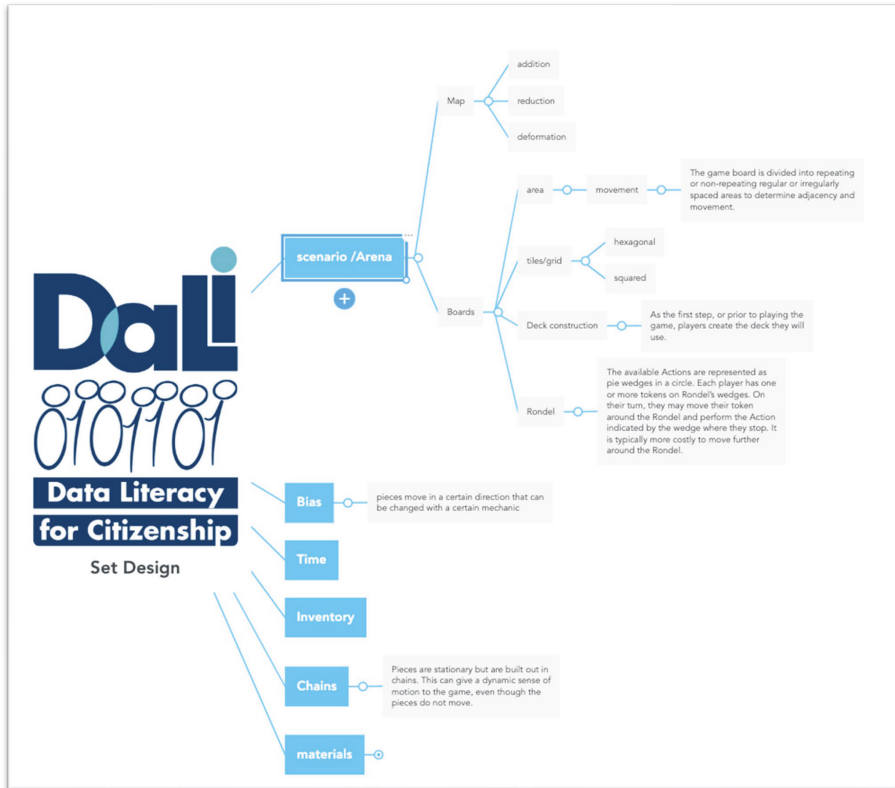 addition
Map
reduction
deformation
The game board is divided into repeating
or non-repeating regular or irregularly
spaced areas to determine adjacency and
movement.
area
movement
scenario /Arena
hexagonal
tiles/grid
squared
Boards
Deck construction
As the first step, or prior to playing the
game, players create the deck they will
use.
Rondel
The available Actions are represented as
pie wedges in a circle. Each player has one
or more tokens on Rondel's wedges. On
their turn, they may move their token
around the Rondel and perform the Action
indicated by the wedge where they stop. It
is typically more costly to move further
around the Rondel.
DaLi
0101101
Data Literacy
for Citizenship
Set Design
Bias
pieces move in a certain direction that can
be changed with a certain mechanic
Time
Inventory
Chains
Pieces are stationary but are built out in
chains. This can give a dynamic sense of
motion to the game, even though the
pieces do not move.
materials